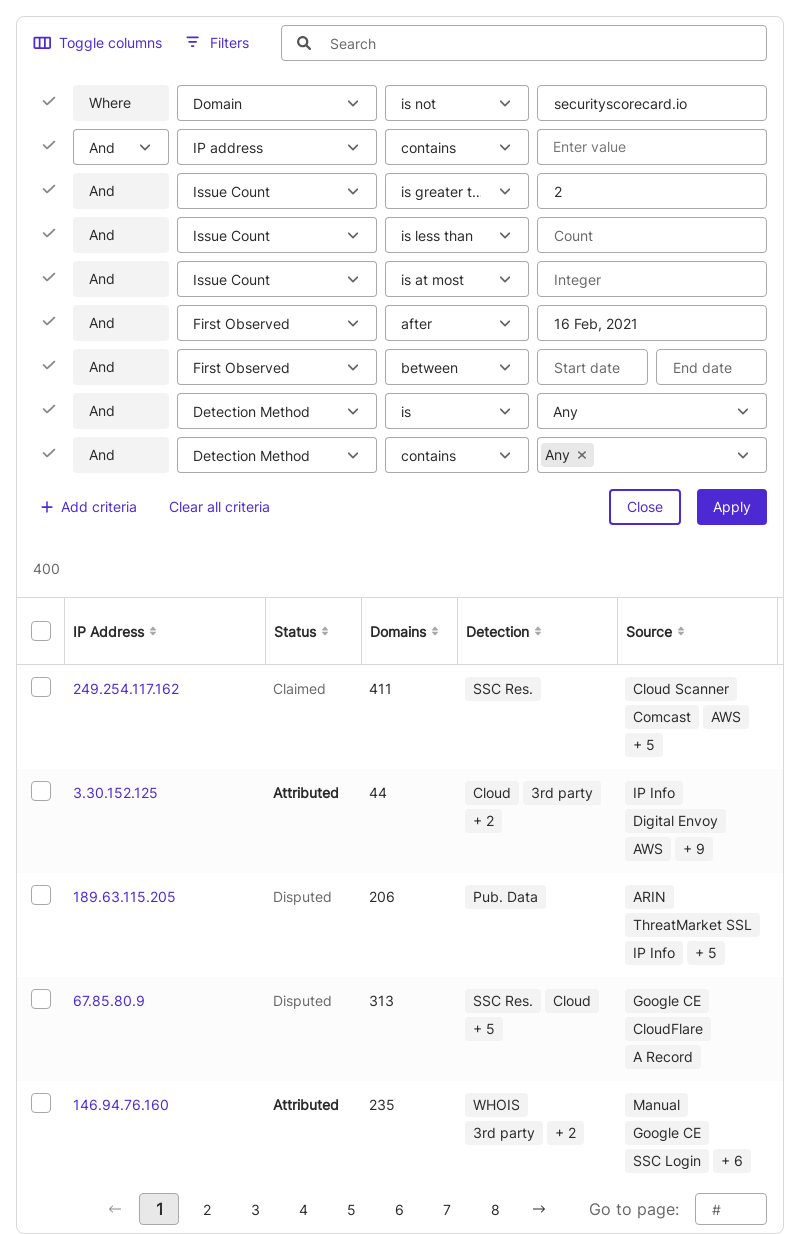 Toggle columns Filters Search
Where Domain is not securityscorecard.io
And IP address contains Enter value
And Issue Count is greater t... 2
And Issue Count is less than Count
And Issue Count is at most Integer
And First Observed after 16 Feb, 2021
And First Observed between Start date End date
And Detection Method is Any
And Detection Method contains Any ×
+ Add criteria Clear all criteria Close Apply
400
IP Address Status Domains Detection Source
249.254.117.162 Claimed 411 SSC Res. Cloud Scanner
Comcast AWS
+ 5
3.30.152.125 Attributed 44 Cloud 3rd party IP Info
+ 2 Digital Envoy
AWS + 9
189.63.115.205 Disputed 206 Pub. Data ARIN
ThreatMarket SSL
IP Info + 5
67.85.80.9 Disputed 313 SSC Res. Cloud Google CE
+ 5 CloudFlare
A Record
146.94.76.160 Attributed 235 WHOIS Manual
3rd party + 2 Google CE
SSC Login + 6
← 1 2 3 4 5 6 7 8 → Go to page: #